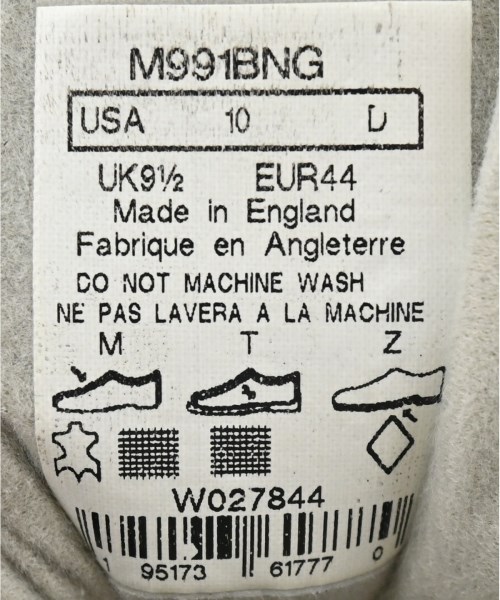 M991BNG
USA 10 D
UK9½ EUR44
Made in England
Fabrique en Angleterre
DO NOT MACHINE WASH
NE PAS LAVERA A LA MACHINE
M T Z
W027844
1 95173 61777 0